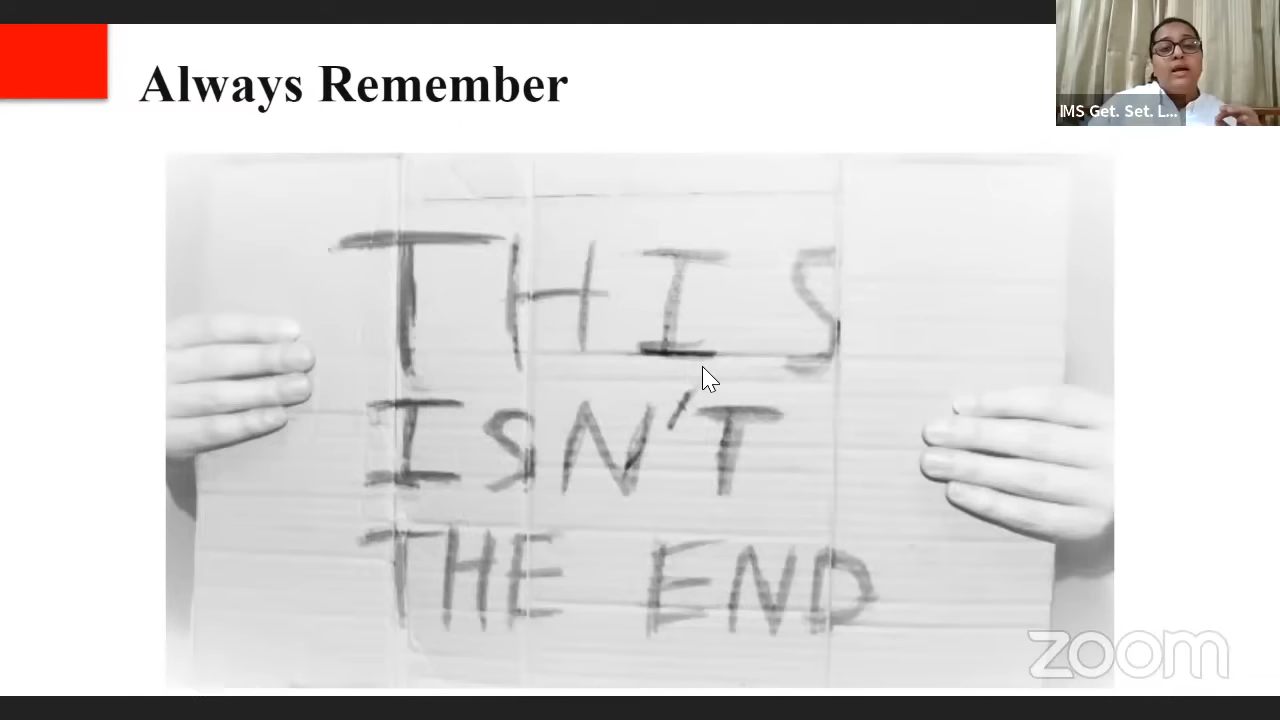 Always Remember
IMS Get. Set. L...
THIS
ISN'T
THE END
zoom